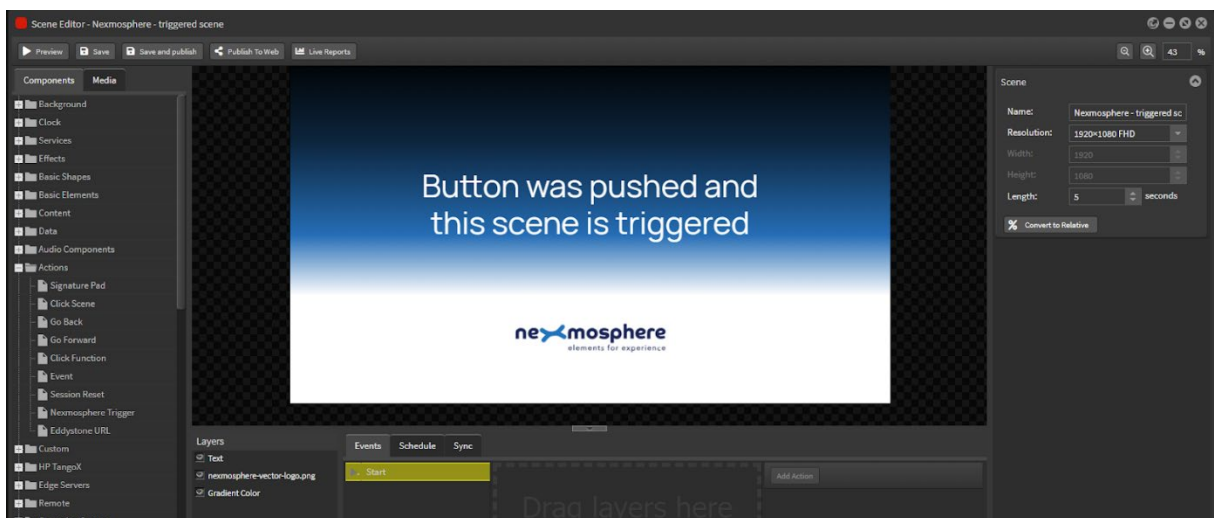 Scene Editor - Nexmosphere - triggered scene
Preview Save Save and publish Publish To Web Live Reports 43 %
Components Media
Background
Clock
Services
Effects
Basic Shapes
Basic Elements
Content
Data
Audio Components
Actions
Signature Pad
Click Scene
Go Back
Go Forward
Click Function
Event
Session Reset
Nexmosphere Trigger
Eddystone URL
Custom
HP TangoX
Edge Servers
Remote
Button was pushed and
this scene is triggered
nexmosphere
elements for experience
Layers
Text
nexmosphere-vector-logo.png
Gradient Color
Events Schedule Sync
Start
Drag layers here
Add Action
Scene
Name: Nexmosphere - triggered sc
Resolution: 1920×1080 FHD
Width: 1920
Height: 1080
Length: 5 seconds
% Convert to Relative